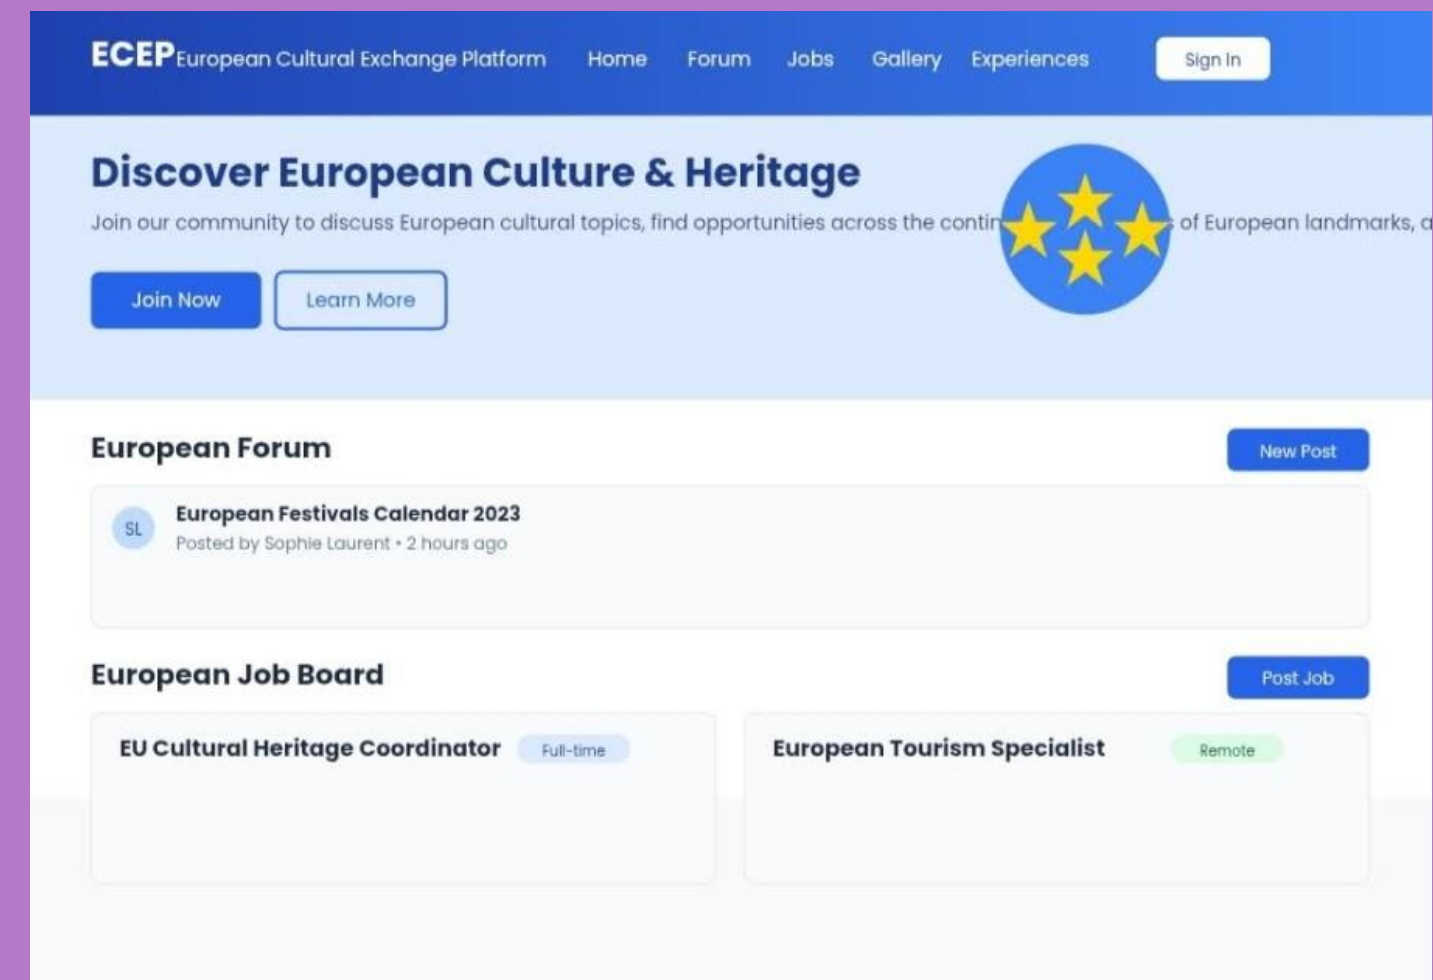 ECEP European Cultural Exchange Platform Home Forum Jobs Gallery Experiences Sign In
Discover European Culture & Heritage
Join our community to discuss European cultural topics, find opportunities across the of European landmarks,
Join Now Learn More
European Forum New Post
SL European Festivals Calendar 2023
Posted by Sophie Laurent • 2 hours ago
European Job Board Post Job
EU Cultural Heritage Coordinator Full-time European Tourism Specialist Remote